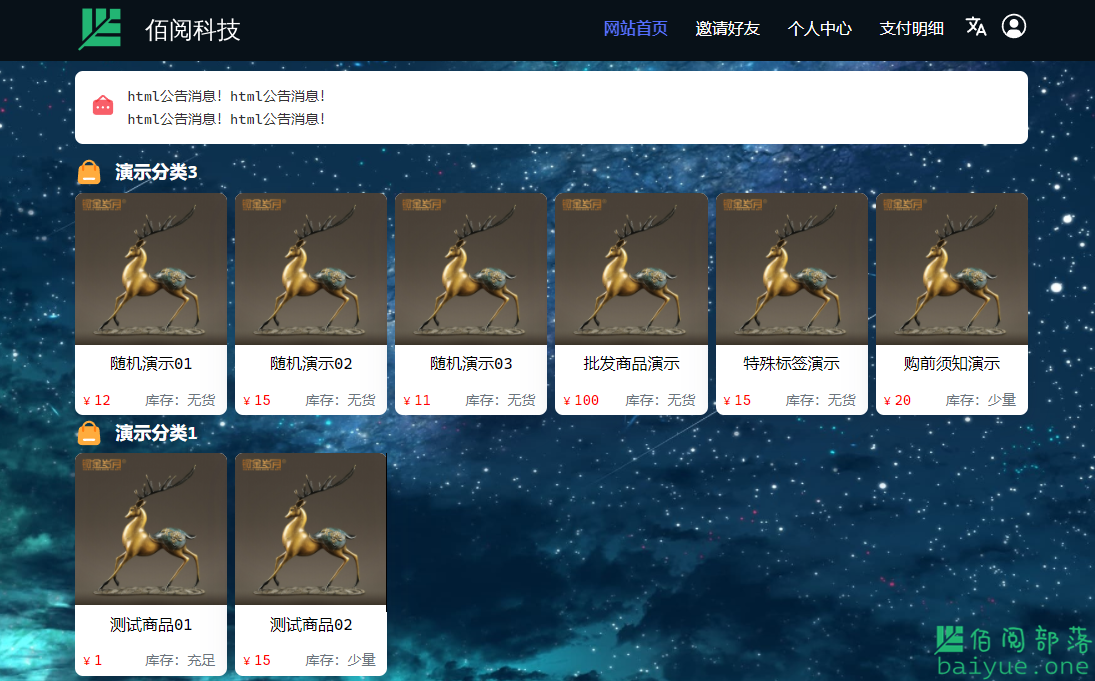 佰阅科技
网站首页 邀请好友 个人中心 支付明细
html公告消息! html公告消息!
html公告消息! html公告消息!
演示分类3
随机演示01 随机演示02 随机演示03 批发商品演示 特殊标签演示 购前须知演示
¥ 12 库存: 无货 ¥ 15 库存: 无货 ¥ 11 库存: 无货 ¥ 100 库存: 无货 ¥ 15 库存: 无货 ¥ 20 库存: 少量
演示分类1
测试商品01 测试商品02
¥ 1 库存: 充足 ¥ 15 库存: 少量
佰阅部落
baiyue.one